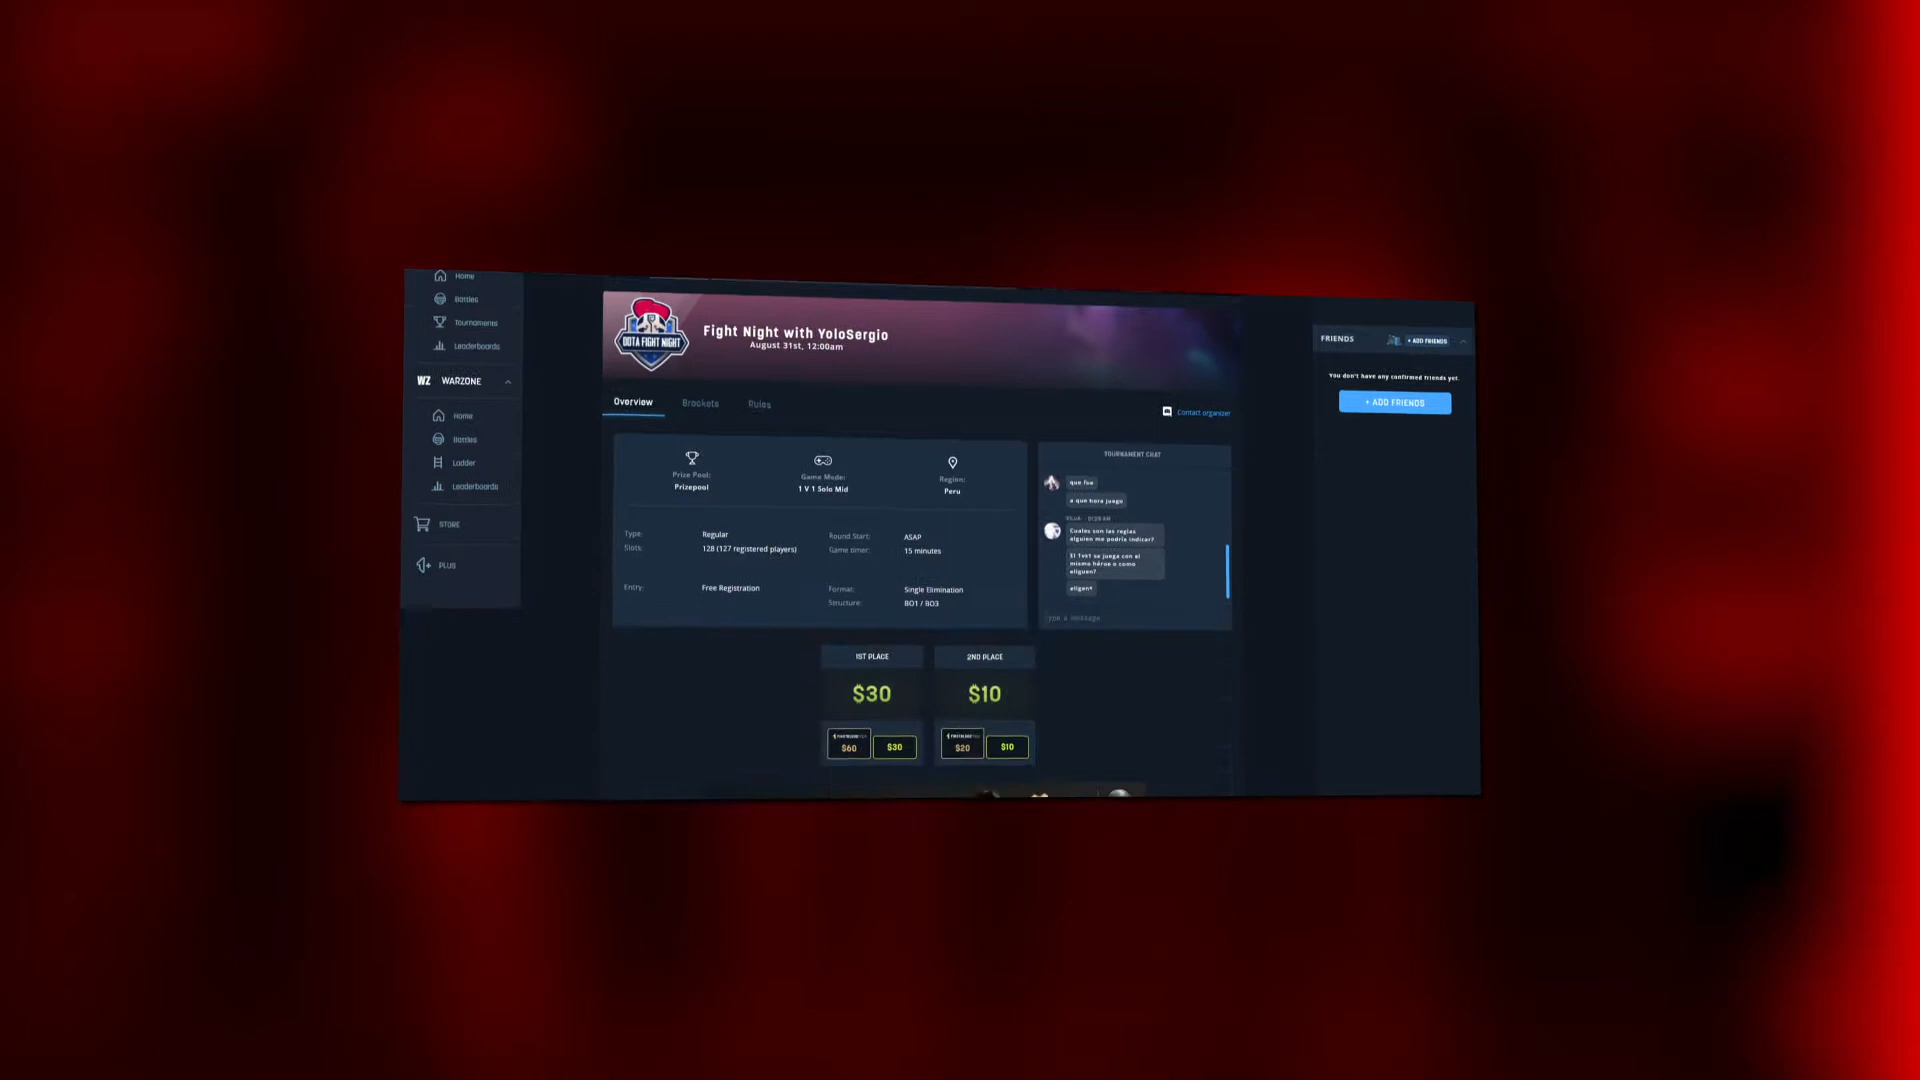 Home
Battles
Tournaments
Leaderboards
WZ WARZONE
Home
Battles
Ladder
Leaderboards
STORE
PLUS
DOTA FIGHT NIGHT
Fight Night with YoloSergio
August 31st, 12:00am
Overview
Brackets
Rules
Contact organizer
Prize Pool:
Prizepool
Game Mode:
1 V 1 Solo Mid
Region:
Peru
Type: Regular
Slots: 128 (127 registered players)
Entry: Free Registration
Round Start: ASAP
Game timer: 15 minutes
Format: Single Elimination
Structure: BO1 / BO3
TOURNAMENT CHAT
que fue
a que hora juego
Cuales son las reglas
alguien me podria indicar?
El 1vs1 se juega con el
mismo héroe o como
eliguen?
eligen*
1ST PLACE
$30
$60
$30
2ND PLACE
$10
$20
$10
FRIENDS
+ ADD FRIENDS
You don't have any confirmed friends yet.
+ ADD FRIENDS